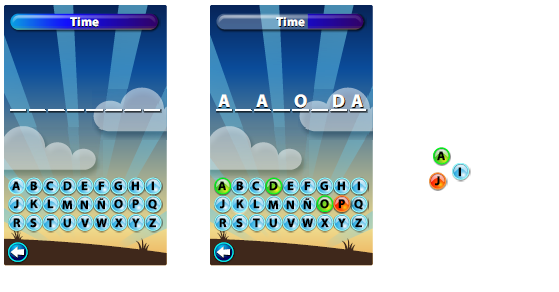 Time
A B C D E F G H I
J K L M N Ñ O P Q
R S T U V W X Y Z
Time
A _ A _ O _ D A
A B C D E F G H I
J K L M N Ñ O P Q
R S T U V W X Y Z
A
I
J